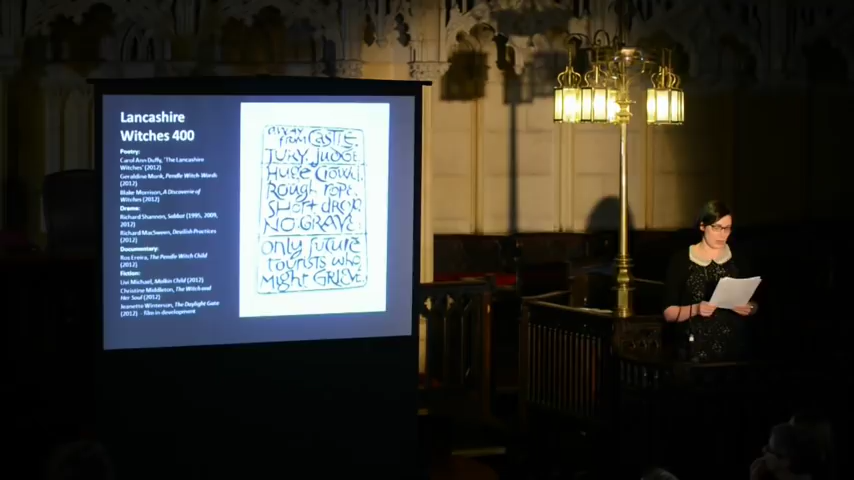 Lancashire
Witches 400
Poetry:
Carol Ann Duffy, 'The Lancashire
Witches' (2012)
Geraldine Monk, Pendle Witch-Words
(2012)
Blake Morrison, A Discoverie of
Witches (2012)
Drama:
Richard Shannon, Sabbat (1995, 2009,
2012)
Richard MacSween, Devilish Practices
(2012)
Documentary:
Ros Ereira, The Pendle Witch Child
(2012)
Fiction:
Livi Michael, Malkin Child (2012)
Christine Middleton, The Witch and
Her Soul (2012)
Jeanette Winterson, The Daylight Gate
(2012) - film in development
away
from CASTLE.
JURY. JUDGE
HUGE CROWD.
ROUGH ROPE.
SHORT DROP
NO GRAVE.
only future
tourists who
MIGHT GRIEVE.